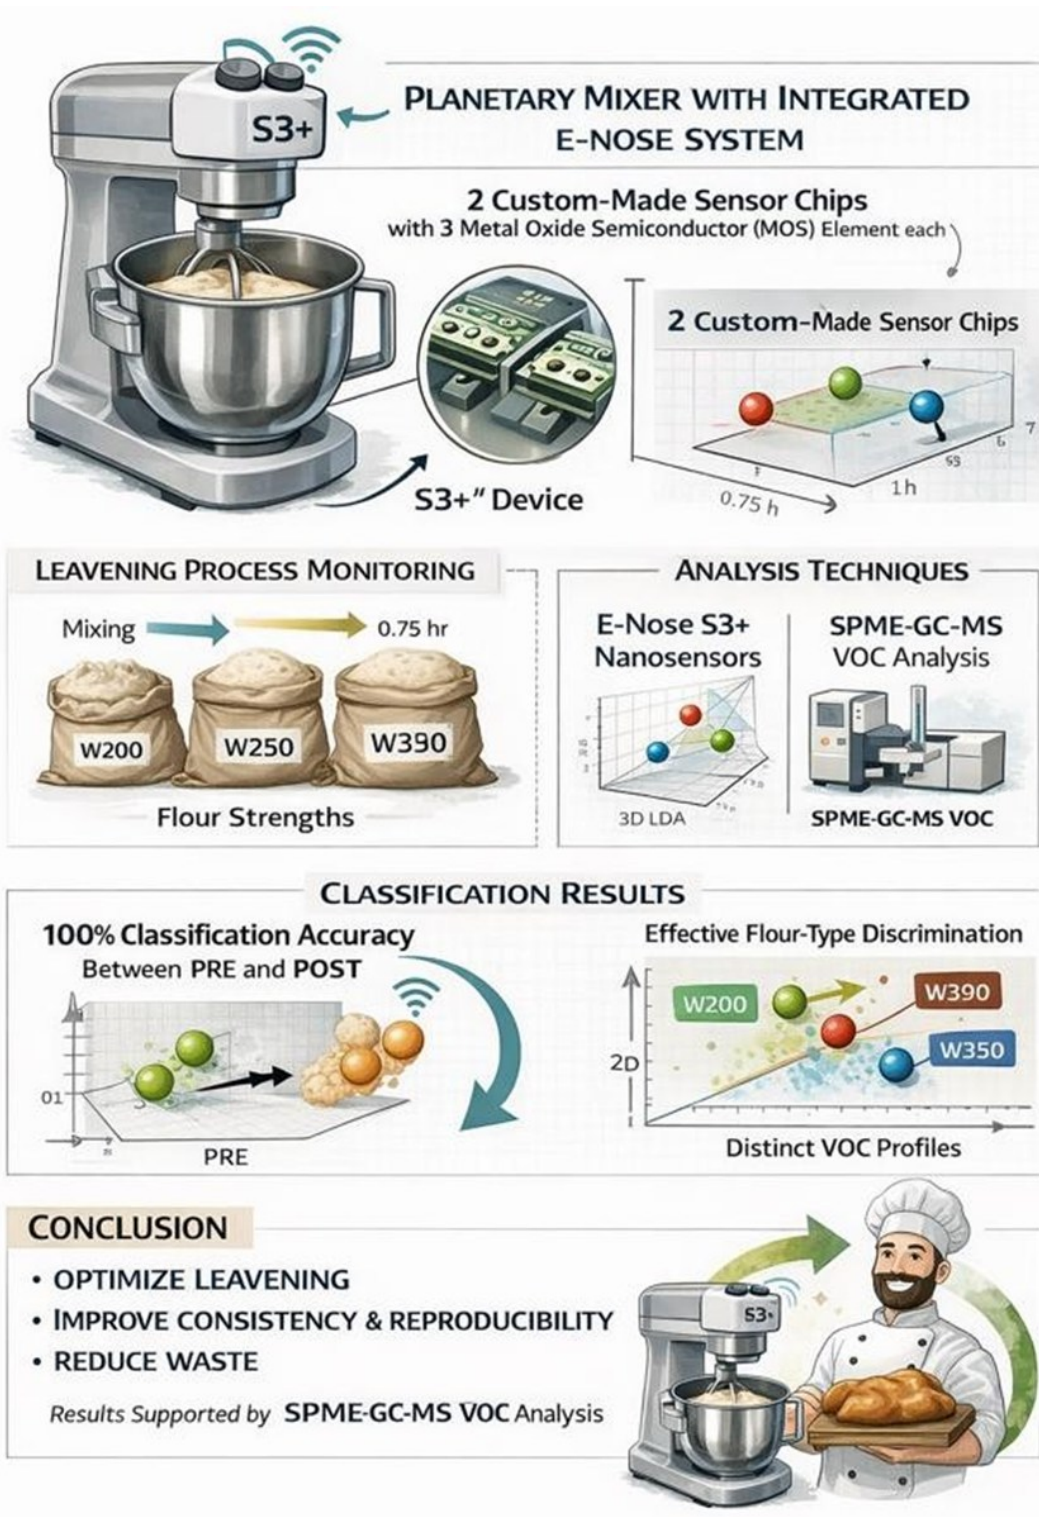 S3+
PLANETARY MIXER WITH INTEGRATED
E-NOSE SYSTEM
2 Custom-Made Sensor Chips
with 3 Metal Oxide Semiconductor (MOS) Element each
2 Custom-Made Sensor Chips
7
0.75 h
1h
S3+” Device
LEAVENING PROCESS MONITORING
Mixing
0.75 hr
W200
W250
W390
Flour Strengths
ANALYSIS TECHNIQUES
E-Nose S3+
Nanosensors
3D LDA
SPME-GC-MS
VOC Analysis
SPME-GC-MS VOC
CLASSIFICATION RESULTS
100% Classification Accuracy
Between PRE and POST
01
PRE
Effective Flour-Type Discrimination
W200
W390
W350
2D
Distinct VOC Profiles
CONCLUSION
• OPTIMIZE LEAVENING
• IMPROVE CONSISTENCY & REPRODUCIBILITY
• REDUCE WASTE
Results Supported by SPME-GC-MS VOC Analysis